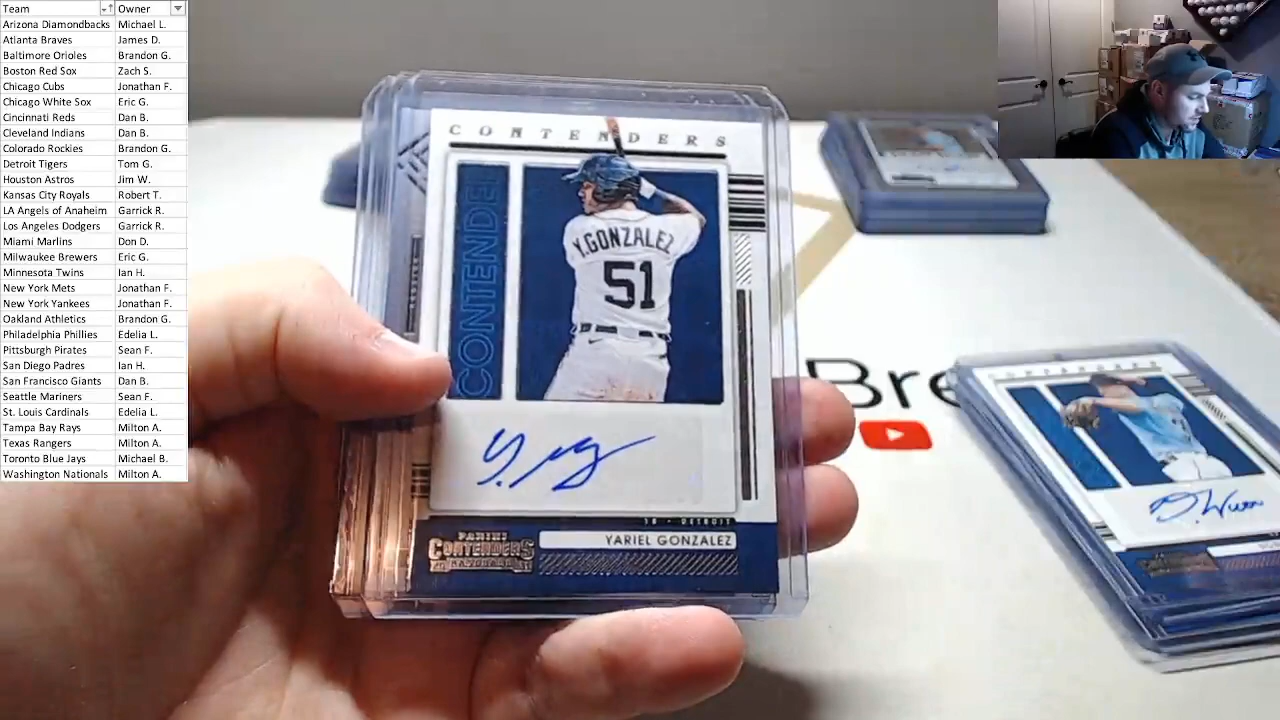 Team Owner
Arizona Diamondbacks Michael L.
Atlanta Braves James D.
Baltimore Orioles Brandon G.
Boston Red Sox Zach S.
Chicago Cubs Jonathan F.
Chicago White Sox Eric G.
Cincinnati Reds Dan B.
Cleveland Indians Dan B.
Colorado Rockies Brandon G.
Detroit Tigers Tom G.
Houston Astros Jim W.
Kansas City Royals Robert T.
LA Angels of Anaheim Garrick R.
Los Angeles Dodgers Garrick R.
Miami Marlins Don D.
Milwaukee Brewers Eric G.
Minnesota Twins Ian H.
New York Mets Jonathan F.
New York Yankees Jonathan F.
Oakland Athletics Brandon G.
Philadelphia Phillies Edelia L.
Pittsburgh Pirates Sean F.
San Diego Padres Ian H.
San Francisco Giants Dan B.
Seattle Mariners Sean F.
St. Louis Cardinals Edelia L.
Tampa Bay Rays Milton A.
Texas Rangers Milton A.
Toronto Blue Jays Michael B.
Washington Nationals Milton A.
CONTENDERS
CONTENDE
Y.GONZALEZ
51
1B - DETROIT
YARIEL GONZALEZ
PANINI
CONTENDERS
Bre